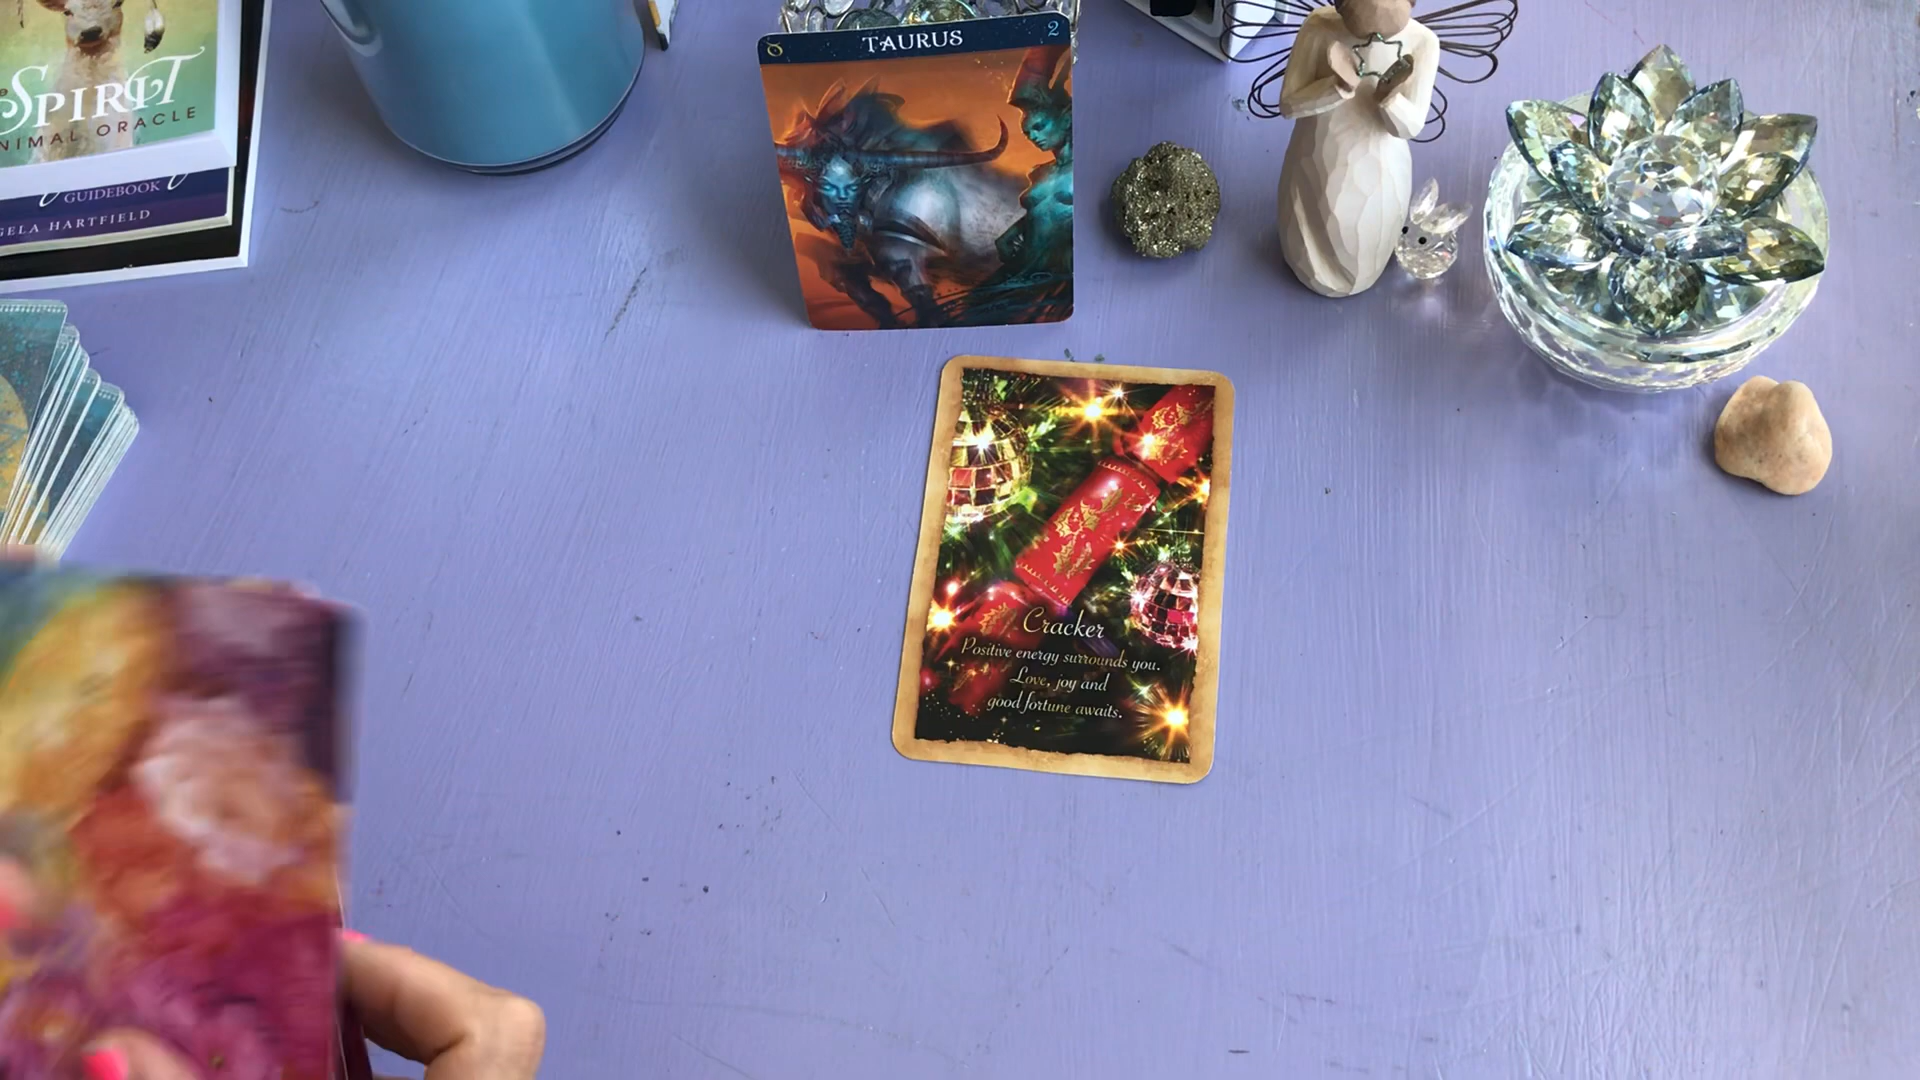 SPIRIT
NIMAL ORACLE
GUIDEBOOK
GELA HARTFIELD
TAURUS 2
Cracker
Positive energy surrounds you.
Love, joy and
good fortune awaits.